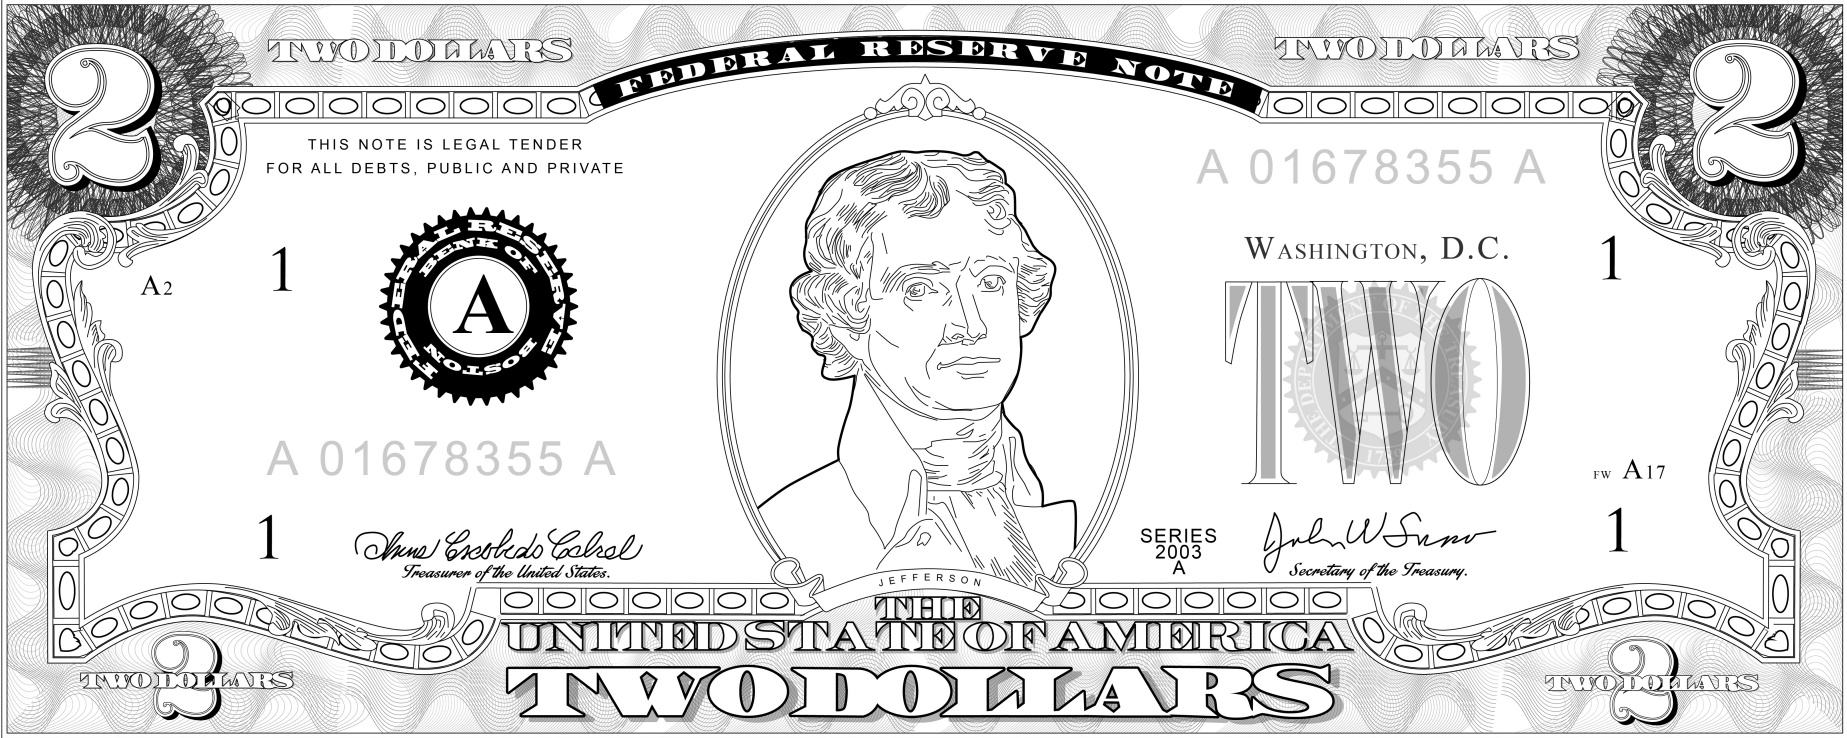 2
TWO DOLLARS
FEDERAL RESERVE NOTE
TWO DOLLARS
2
THIS NOTE IS LEGAL TENDER
FOR ALL DEBTS, PUBLIC AND PRIVATE
A 01678355 A
FEDERAL RESERVE
BENK OF
A
BOSTON
1
A2
WASHINGTON, D.C.
1
TWO
1789
A 01678355 A
FW A17
1
Treasurer of the United States.
JEFFERSON
SERIES
2003
A
John W Snow
Secretary of the Treasury.
1
THE
UNITED STATE OF AMERICA
TWO DOLLARS
2
TWO DOLLARS
2
TWO DOLLARS